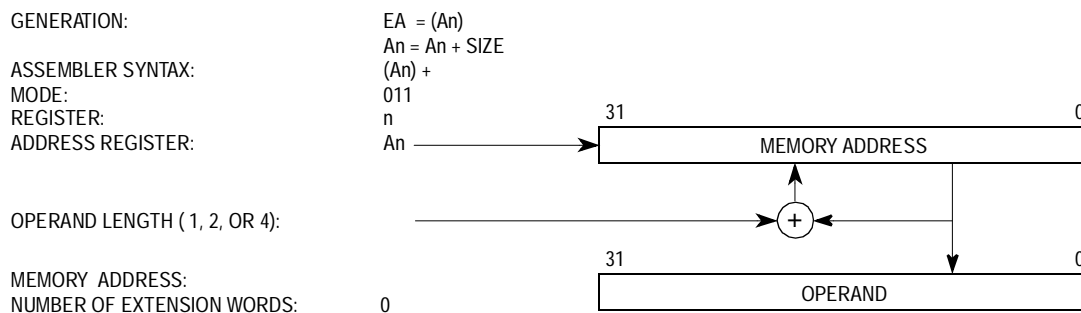 GENERATION: EA = (An)
An = An + SIZE
ASSEMBLER SYNTAX: (An) +
MODE: 011
REGISTER: n
31 0
ADDRESS REGISTER: An MEMORY ADDRESS
OPERAND LENGTH ( 1, 2, OR 4): +
31 0
MEMORY ADDRESS:
OPERAND
NUMBER OF EXTENSION WORDS: 0